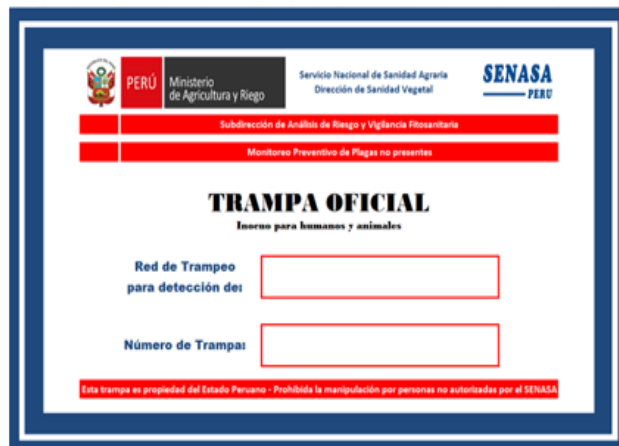 PERÚ
Ministerio
de Agricultura y Riego
Servicio Nacional de Sanidad Agraria
Dirección de Sanidad Vegetal
SENASA
PERU
Subdirección de Análisis de Riesgo y Vigilancia Fitosanitaria
Monitoreo Preventivo de Plagas no presentes
TRAMPA OFICIAL
Inocuo para humanos y animales
Red de Trampeo
para detección de:
Número de Trampa:
Esta trampa es propiedad del Estado Peruano - Prohibida la manipulación por personas no autorizadas por el SENASA